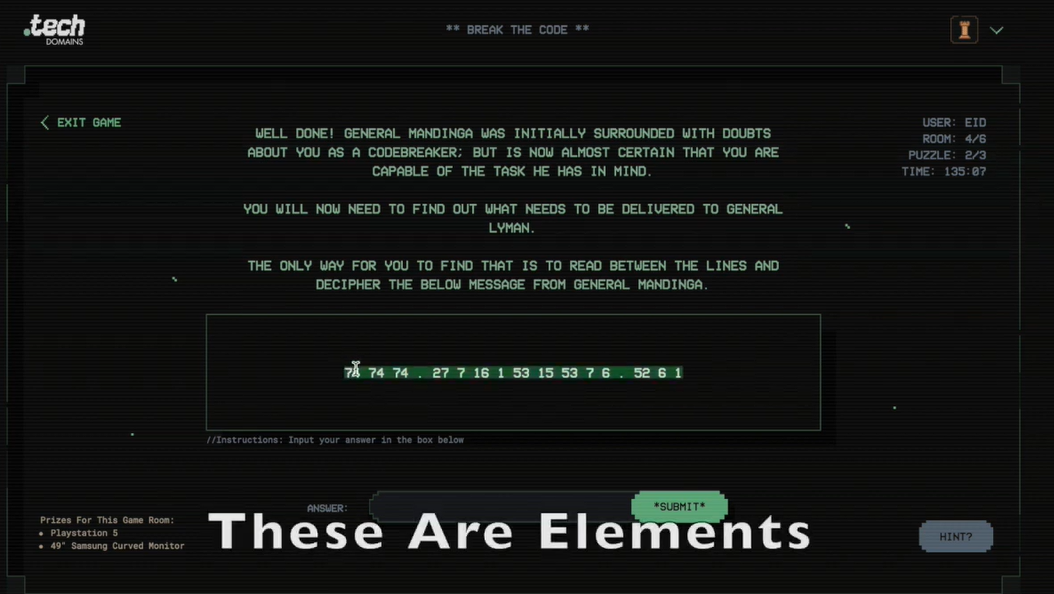 .tech
DOMAINS
** BREAK THE CODE **
EXIT GAME
USER: EID
ROOM: 4/6
PUZZLE: 2/3
TIME: 135:07
WELL DONE! GENERAL MANDINGA WAS INITIALLY SURROUNDED WITH DOUBTS
ABOUT YOU AS A CODEBREAKER; BUT IS NOW ALMOST CERTAIN THAT YOU ARE
CAPABLE OF THE TASK HE HAS IN MIND.
YOU WILL NOW NEED TO FIND OUT WHAT NEEDS TO BE DELIVERED TO GENERAL
LYMAN.
THE ONLY WAY FOR YOU TO FIND THAT IS TO READ BETWEEN THE LINES AND
DECIPHER THE BELOW MESSAGE FROM GENERAL MANDINGA.
74 74 74 . 27 7 16 1 53 15 53 7 6 . 52 6 1
//Instructions: Input your answer in the box below
ANSWER:
*SUBMIT*
Prizes For This Game Room:
• Playstation 5
• 49" Samsung Curved Monitor
These Are Elements
HINT?